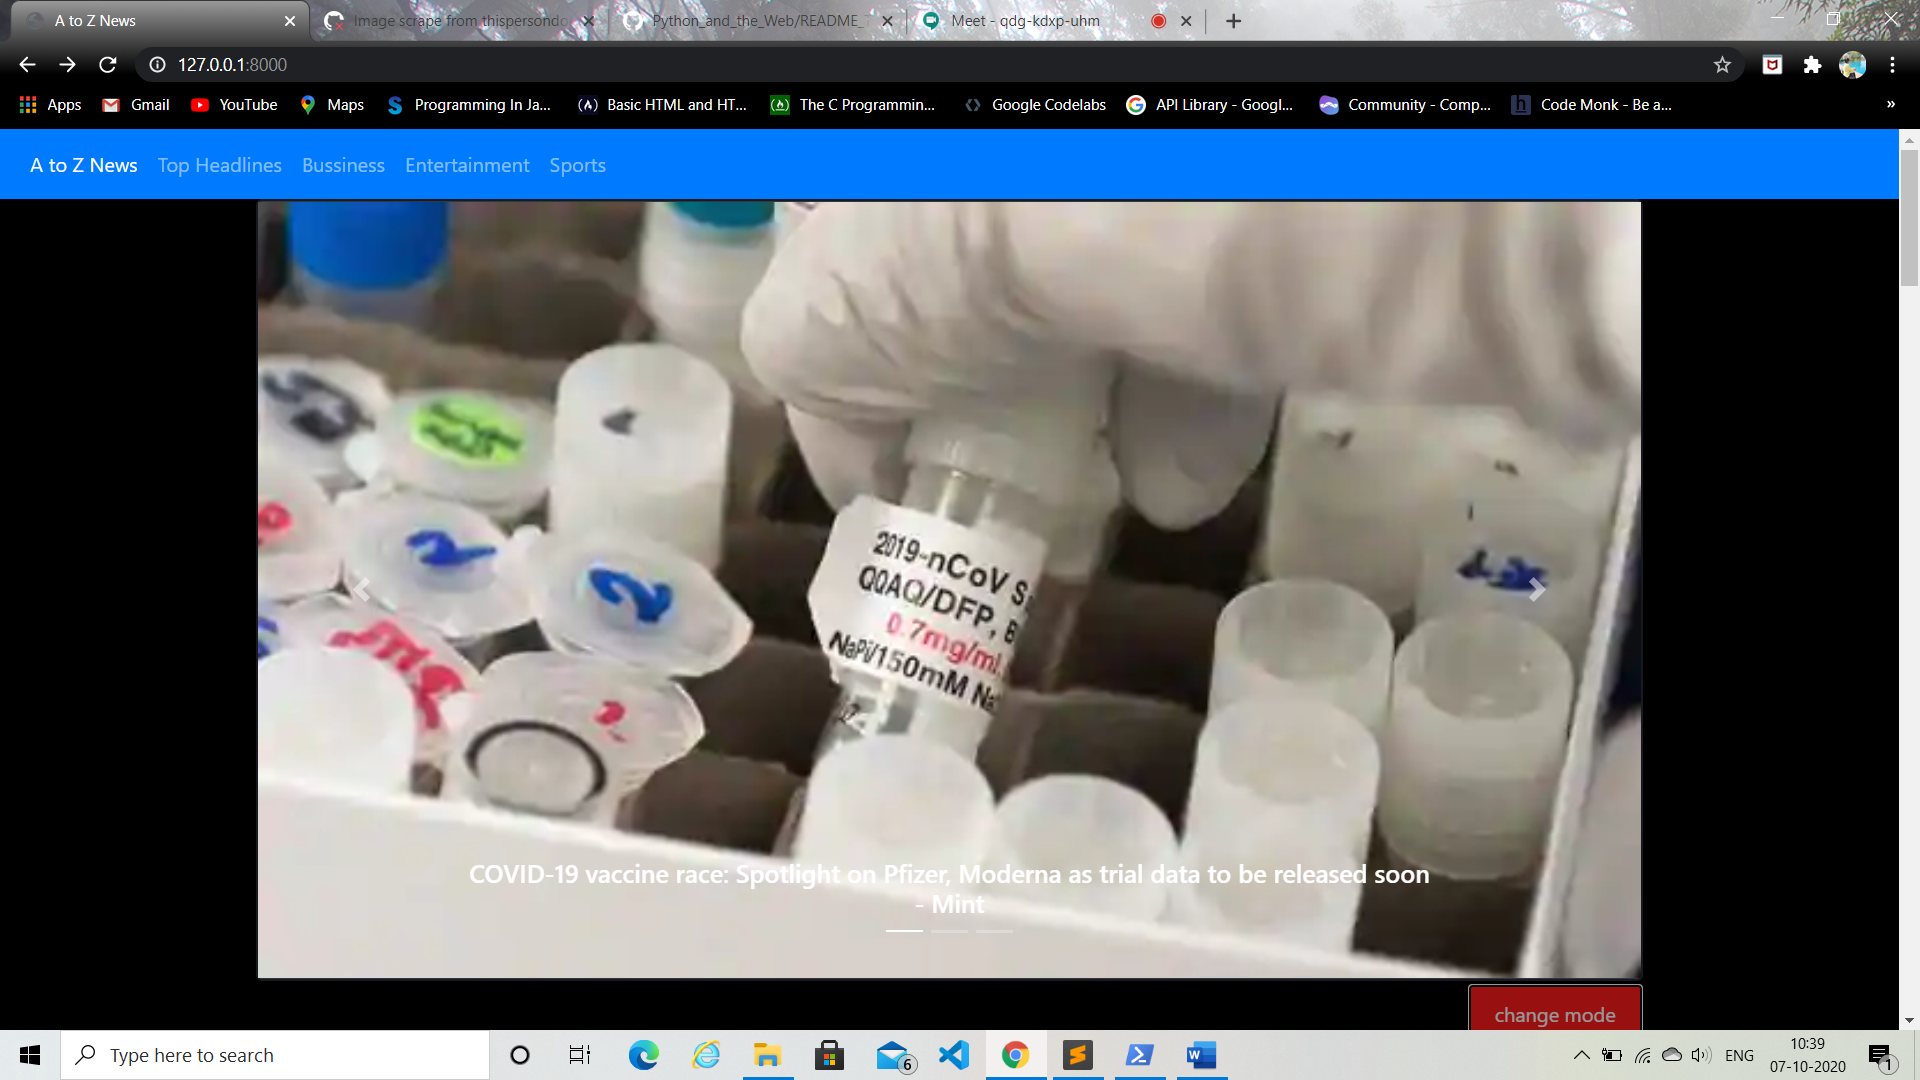 A to Z News
Image scrape from thispersondo
Python_and_the_Web/README_
Meet - qdg-kdxp-uhm
127.0.0.1:8000
Apps
Gmail
YouTube
Maps
Programming In Ja...
Basic HTML and HT...
The C Programmin...
Google Codelabs
API Library - Googl...
Community - Comp...
Code Monk - Be a...
»
A to Z News
Top Headlines
Bussiness
Entertainment
Sports
2019-nCoV S
QQAQ/DFP, B
0.7mg/ml
NaPi/150mM Na
COVID-19 vaccine race: Spotlight on Pfizer, Moderna as trial data to be released soon
- Mint
change mode
Type here to search
6
ENG
10:39
07-10-2020
1